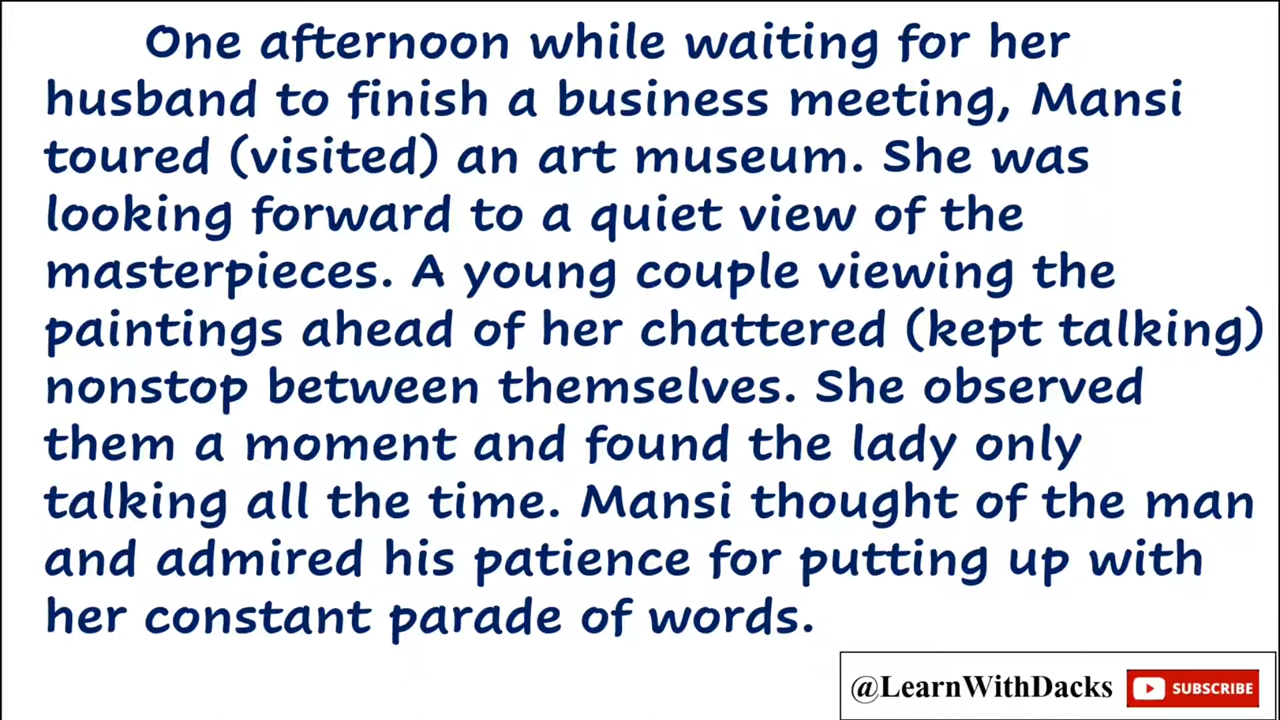 One afternoon while waiting for her
husband to finish a business meeting, Mansi
toured (visited) an art museum. She was
looking forward to a quiet view of the
masterpieces. A young couple viewing the
paintings ahead of her chattered (kept talking)
nonstop between themselves. She observed
them a moment and found the lady only
talking all the time. Mansi thought of the man
and admired his patience for putting up with
her constant parade of words.
@LearnWithDacks SUBSCRIBE